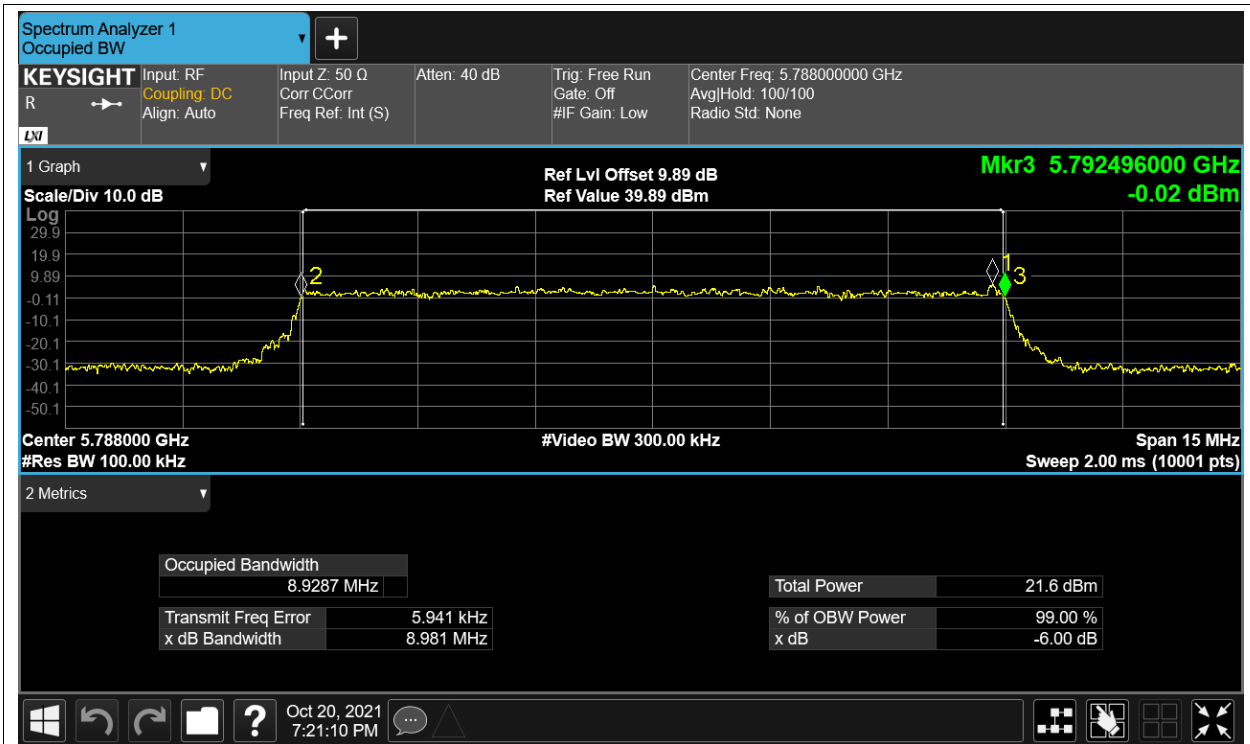 Spectrum Analyzer 1
Occupied BW
KEYSIGHT
R
LXI
Input: RF
Coupling: DC
Align: Auto
Input Z: 50 Ω
Corr CCorr
Freq Ref: Int (S)
Atten: 40 dB
Trig: Free Run
Gate: Off
#IF Gain: Low
Center Freq: 5.788000000 GHz
Avg|Hold: 100/100
Radio Std: None
1 Graph
Scale/Div 10.0 dB
Ref Lvl Offset 9.89 dB
Ref Value 39.89 dBm
Mkr3 5.792496000 GHz
-0.02 dBm
Log
29.9
19.9
9.89
-0.11
-10.1
-20.1
-30.1
-40.1
-50.1
2
1
3
Center 5.788000 GHz
#Video BW 300.00 kHz
Span 15 MHz
#Res BW 100.00 kHz
Sweep 2.00 ms (10001 pts)
2 Metrics
Occupied Bandwidth
8.9287 MHz
Transmit Freq Error 5.941 kHz
x dB Bandwidth 8.981 MHz
Total Power 21.6 dBm
% of OBW Power 99.00 %
x dB -6.00 dB
?
Oct 20, 2021
7:21:10 PM